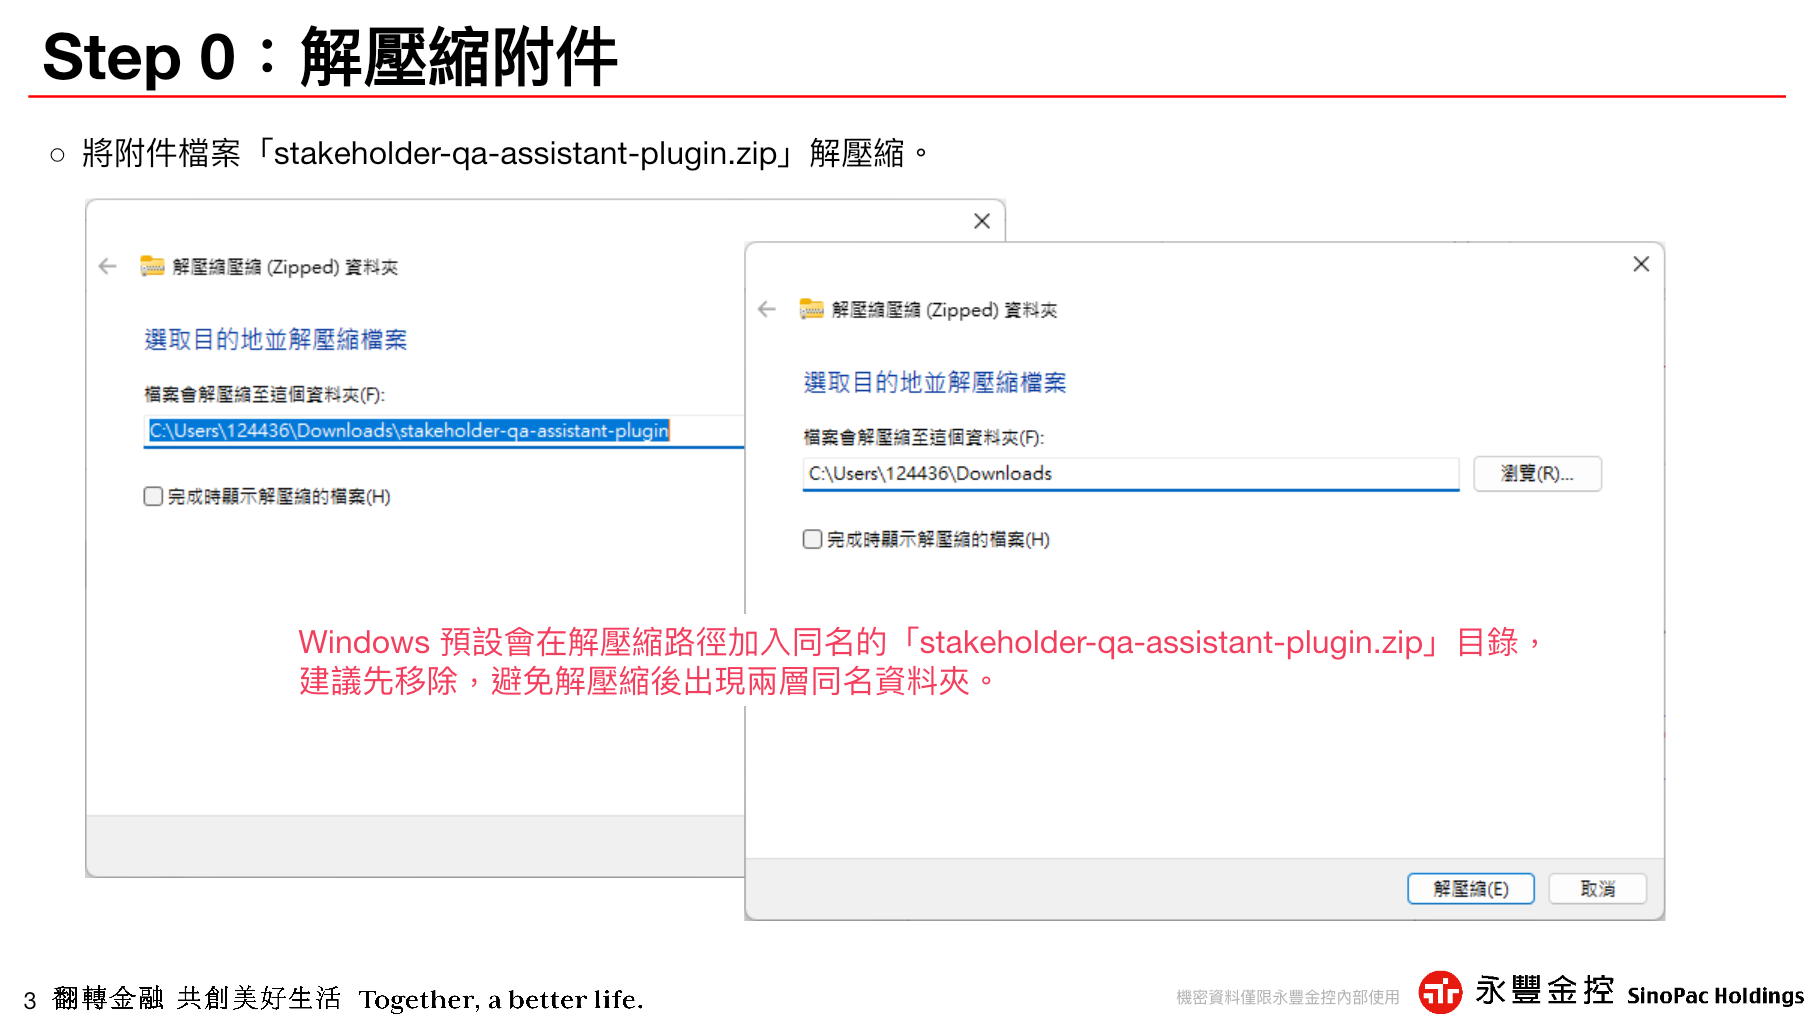 Step 0：解壓縮附件
○ 將附件檔案「stakeholder-qa-assistant-plugin.zip」解壓縮。
解壓縮壓縮 (Zipped) 資料夾
選取目的地並解壓縮檔案
檔案會解壓縮至這個資料夾(F):
C:\Users\124436\Downloads\stakeholder-qa-assistant-plugin
完成時顯示解壓縮的檔案(H)
解壓縮壓縮 (Zipped) 資料夾
選取目的地並解壓縮檔案
檔案會解壓縮至這個資料夾(F):
C:\Users\124436\Downloads
瀏覽(R)...
完成時顯示解壓縮的檔案(H)
Windows 預設會在解壓縮路徑加入同名的「stakeholder-qa-assistant-plugin.zip」目錄，
建議先移除，避免解壓縮後出現兩層同名資料夾。
解壓縮(E)
取消
3 翻轉金融 共創美好生活 Together, a better life.
機密資料僅限永豐金控內部使用
永豐金控 SinoPac Holdings